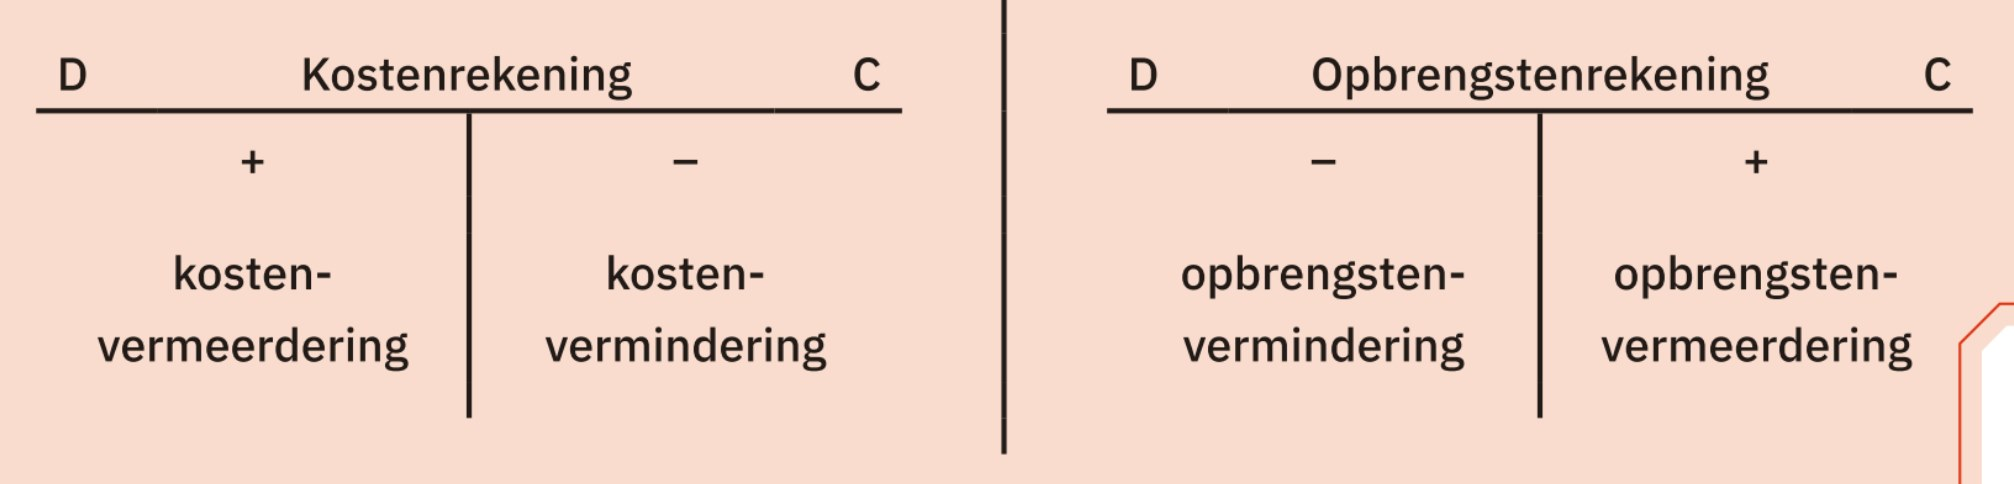 D Kostenrekening C
+ –
kosten- kosten-
vermeerdering vermindering
D Opbrengstenrekening C
– +
opbrengsten- opbrengsten-
vermindering vermeerdering